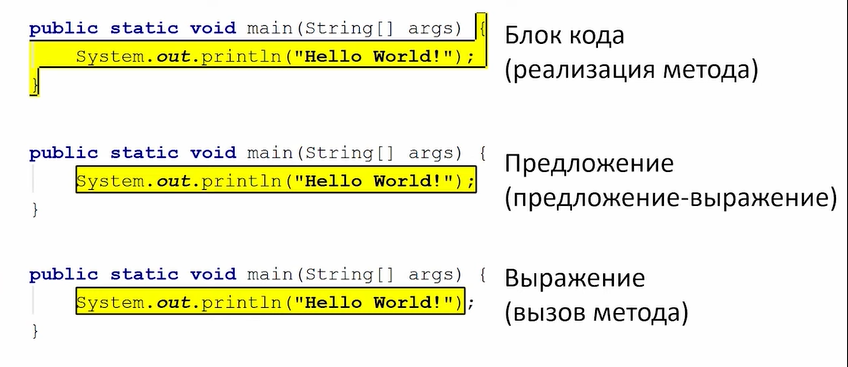 public static void main(String[] args) {
System.out.println("Hello World!");
}
Блок кода
(реализация метода)
public static void main(String[] args) {
System.out.println("Hello World!");
}
Предложение
(предложение-выражение)
public static void main(String[] args) {
System.out.println("Hello World!");
}
Выражение
(вызов метода)